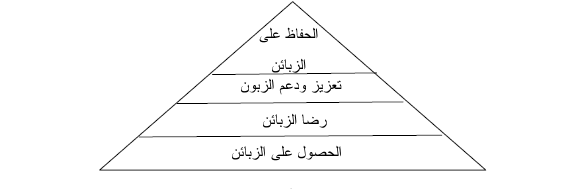 الحفاظ على
الزبائن
تعزيز ودعم الزبون
رضا الزبائن
الحصول على الزبائن